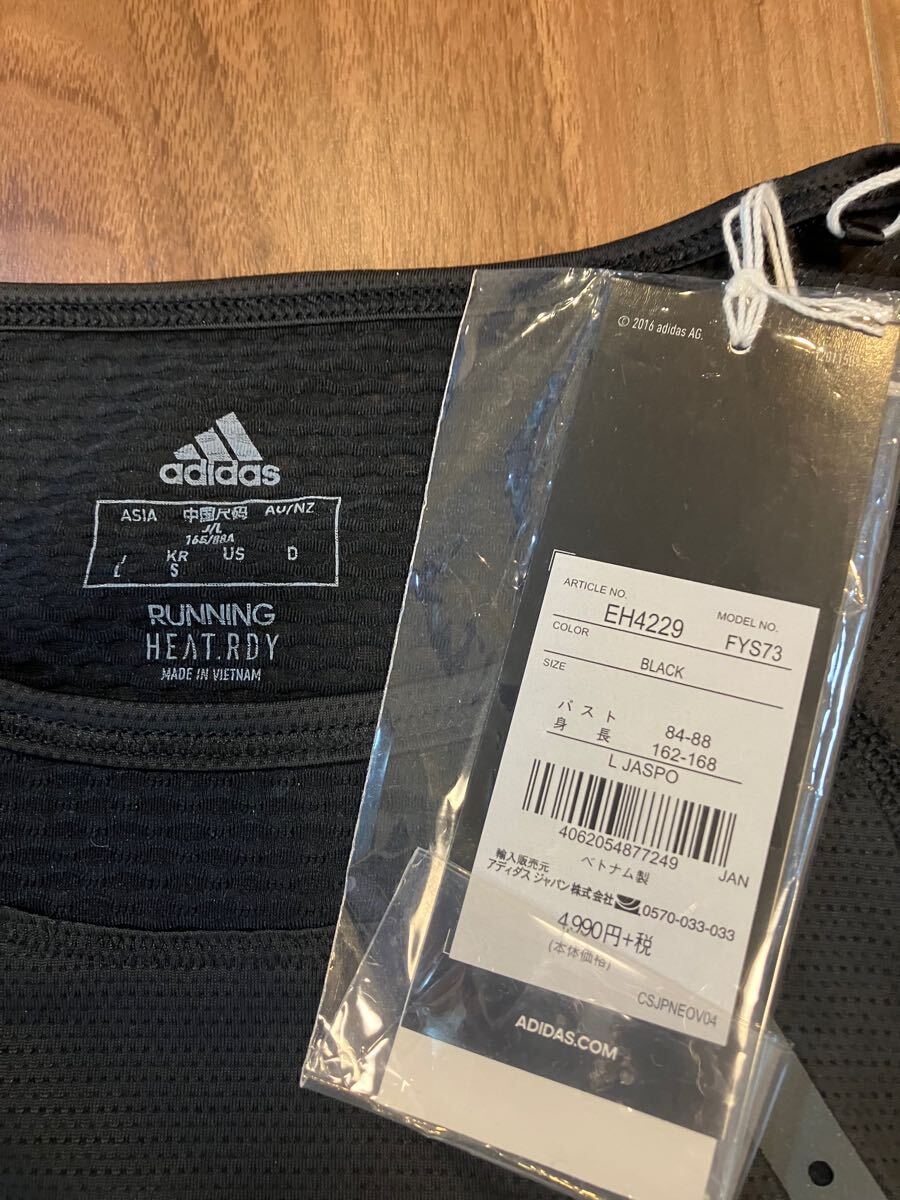 adidas
ASIA 中国尺码 AU/NZ
J/L
165/88A
L KR US D
S
RUNNING
HEAT.RDY
MADE IN VIETNAM
© 2016 adidas AG.
ARTICLE NO. EH4229 MODEL NO. FYS73
COLOR BLACK
SIZE
バスト 84-88
身長 162-168
L JASPO
4062054877249 JAN
輸入販売元 ベトナム製
アディダス ジャパン株式会社 0570-033-033
4,990円+税
(本体価格)
CSJPNEOV04
ADIDAS.COM